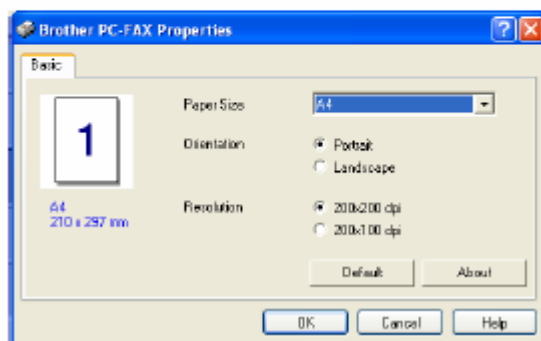 Brother PC-FAX Properties
Basic
1
A4
210 x 297 mm
Paper Size
A4
Orientation
Portrait
Landscape
Resolution
200x200 dpi
200x100 dpi
Default
About
OK
Cancel
Help